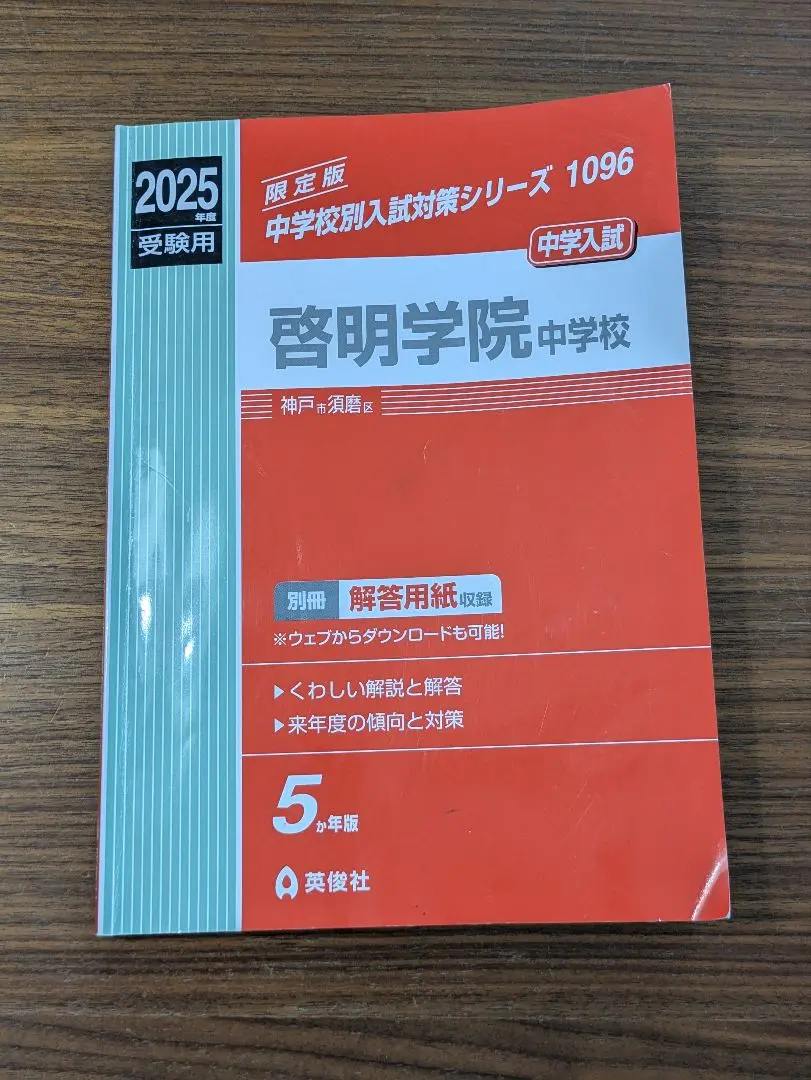 2025
年度
受験用
限定版
中学校別入試対策シリーズ 1096
中学入試
啓明学院中学校
神戸市須磨区
別冊 解答用紙収録
※ウェブからダウンロードも可能!
▶くわしい解説と解答
▶来年度の傾向と対策
5か年版
英俊社